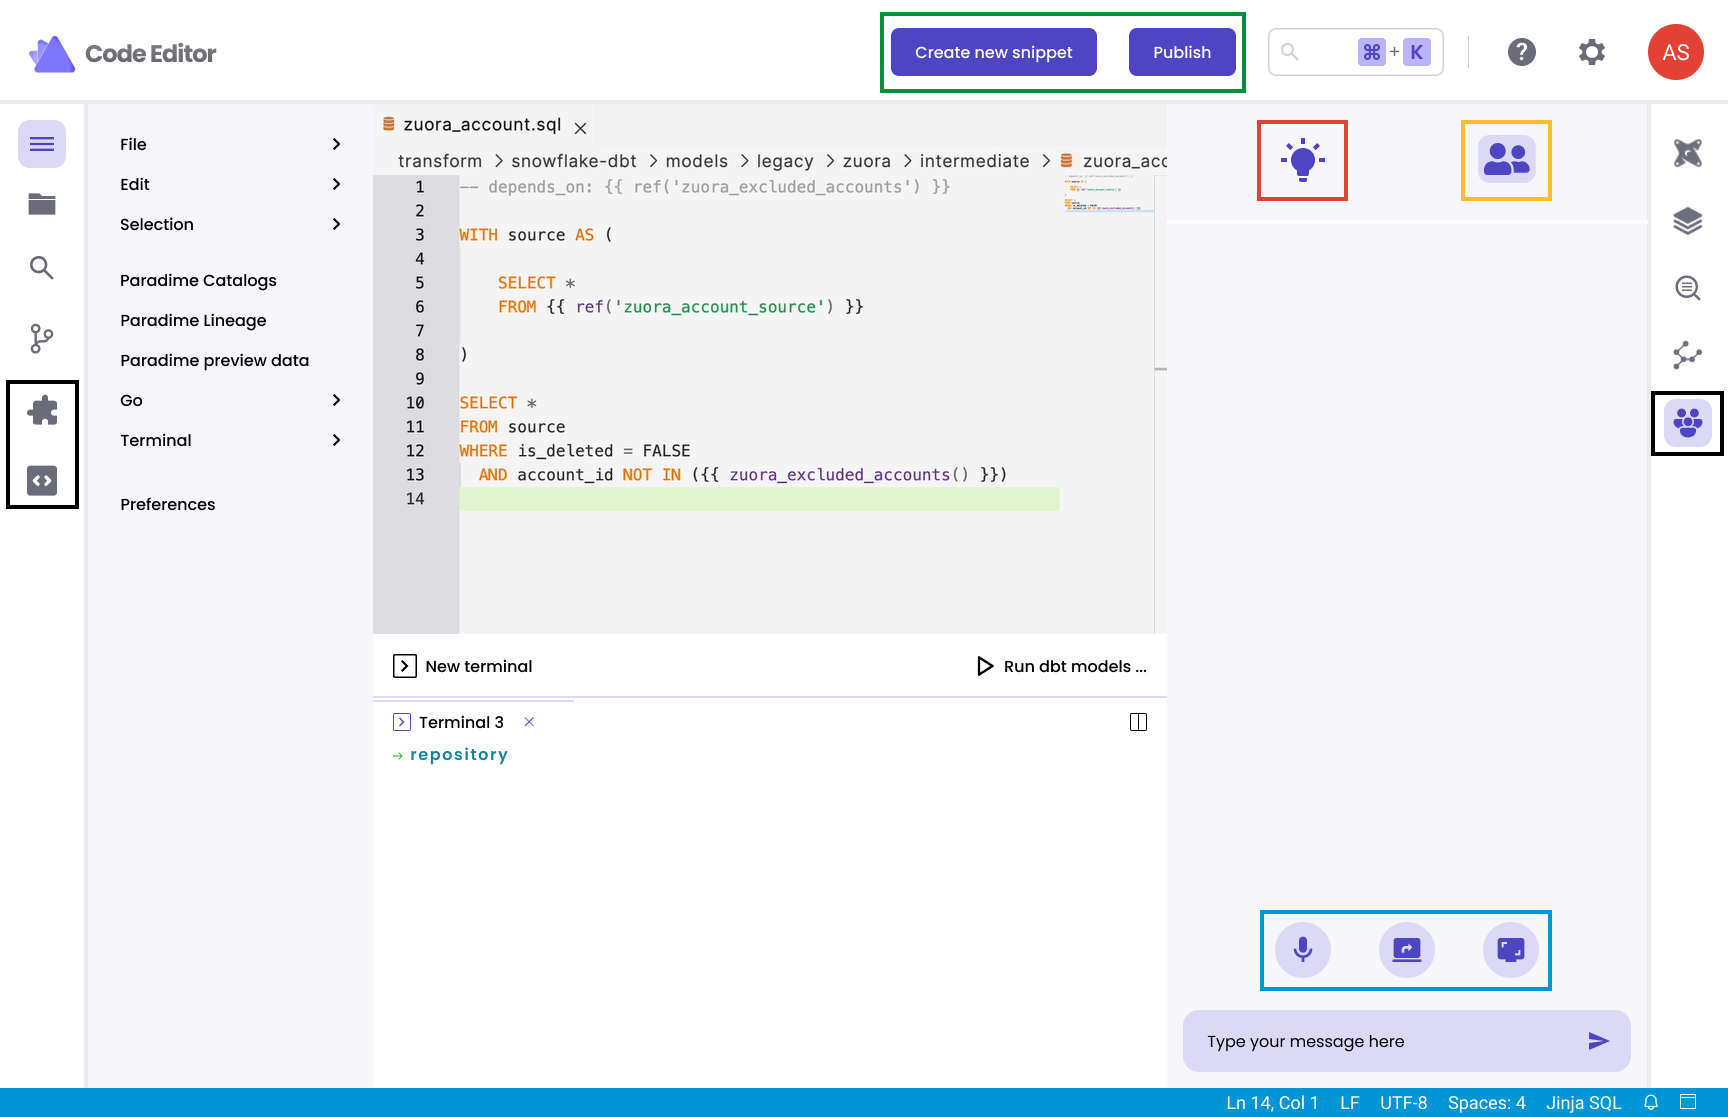 Code Editor
Create new snippet
Publish
⌘ + K
AS
File
Edit
Selection
Paradime Catalogs
Paradime Lineage
Paradime preview data
Go
Terminal
Preferences
zuora_account.sql
transform > snowflake-dbt > models > legacy > zuora > intermediate > zuora_acc
1 -- depends_on: {{ ref('zuora_excluded_accounts') }}
2
3 WITH source AS (
4
5 SELECT *
6 FROM {{ ref('zuora_account_source') }}
7
8 )
9
10 SELECT *
11 FROM source
12 WHERE is_deleted = FALSE
13 AND account_id NOT IN ({{ zuora_excluded_accounts() }})
14
New terminal
Run dbt models ...
Terminal 3
→ repository
Type your message here
Ln 14, Col 1 LF UTF-8 Spaces: 4 Jinja SQL